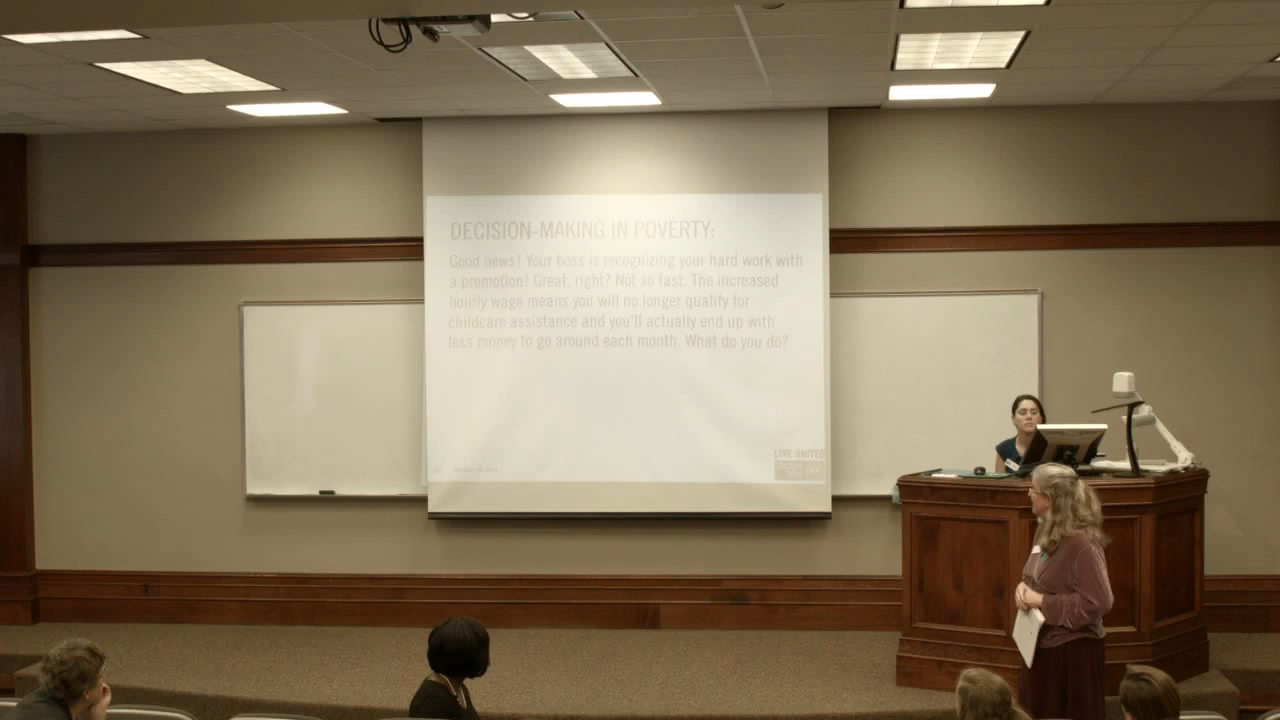 DECISION-MAKING IN POVERTY:
Good news! Your boss is recognizing your hard work with
a promotion! Great, right? Not so fast. The increased
hourly wage means you will no longer qualify for
childcare assistance and you'll actually end up with
less money to go around each month. What do you do?
LIVE UNITED